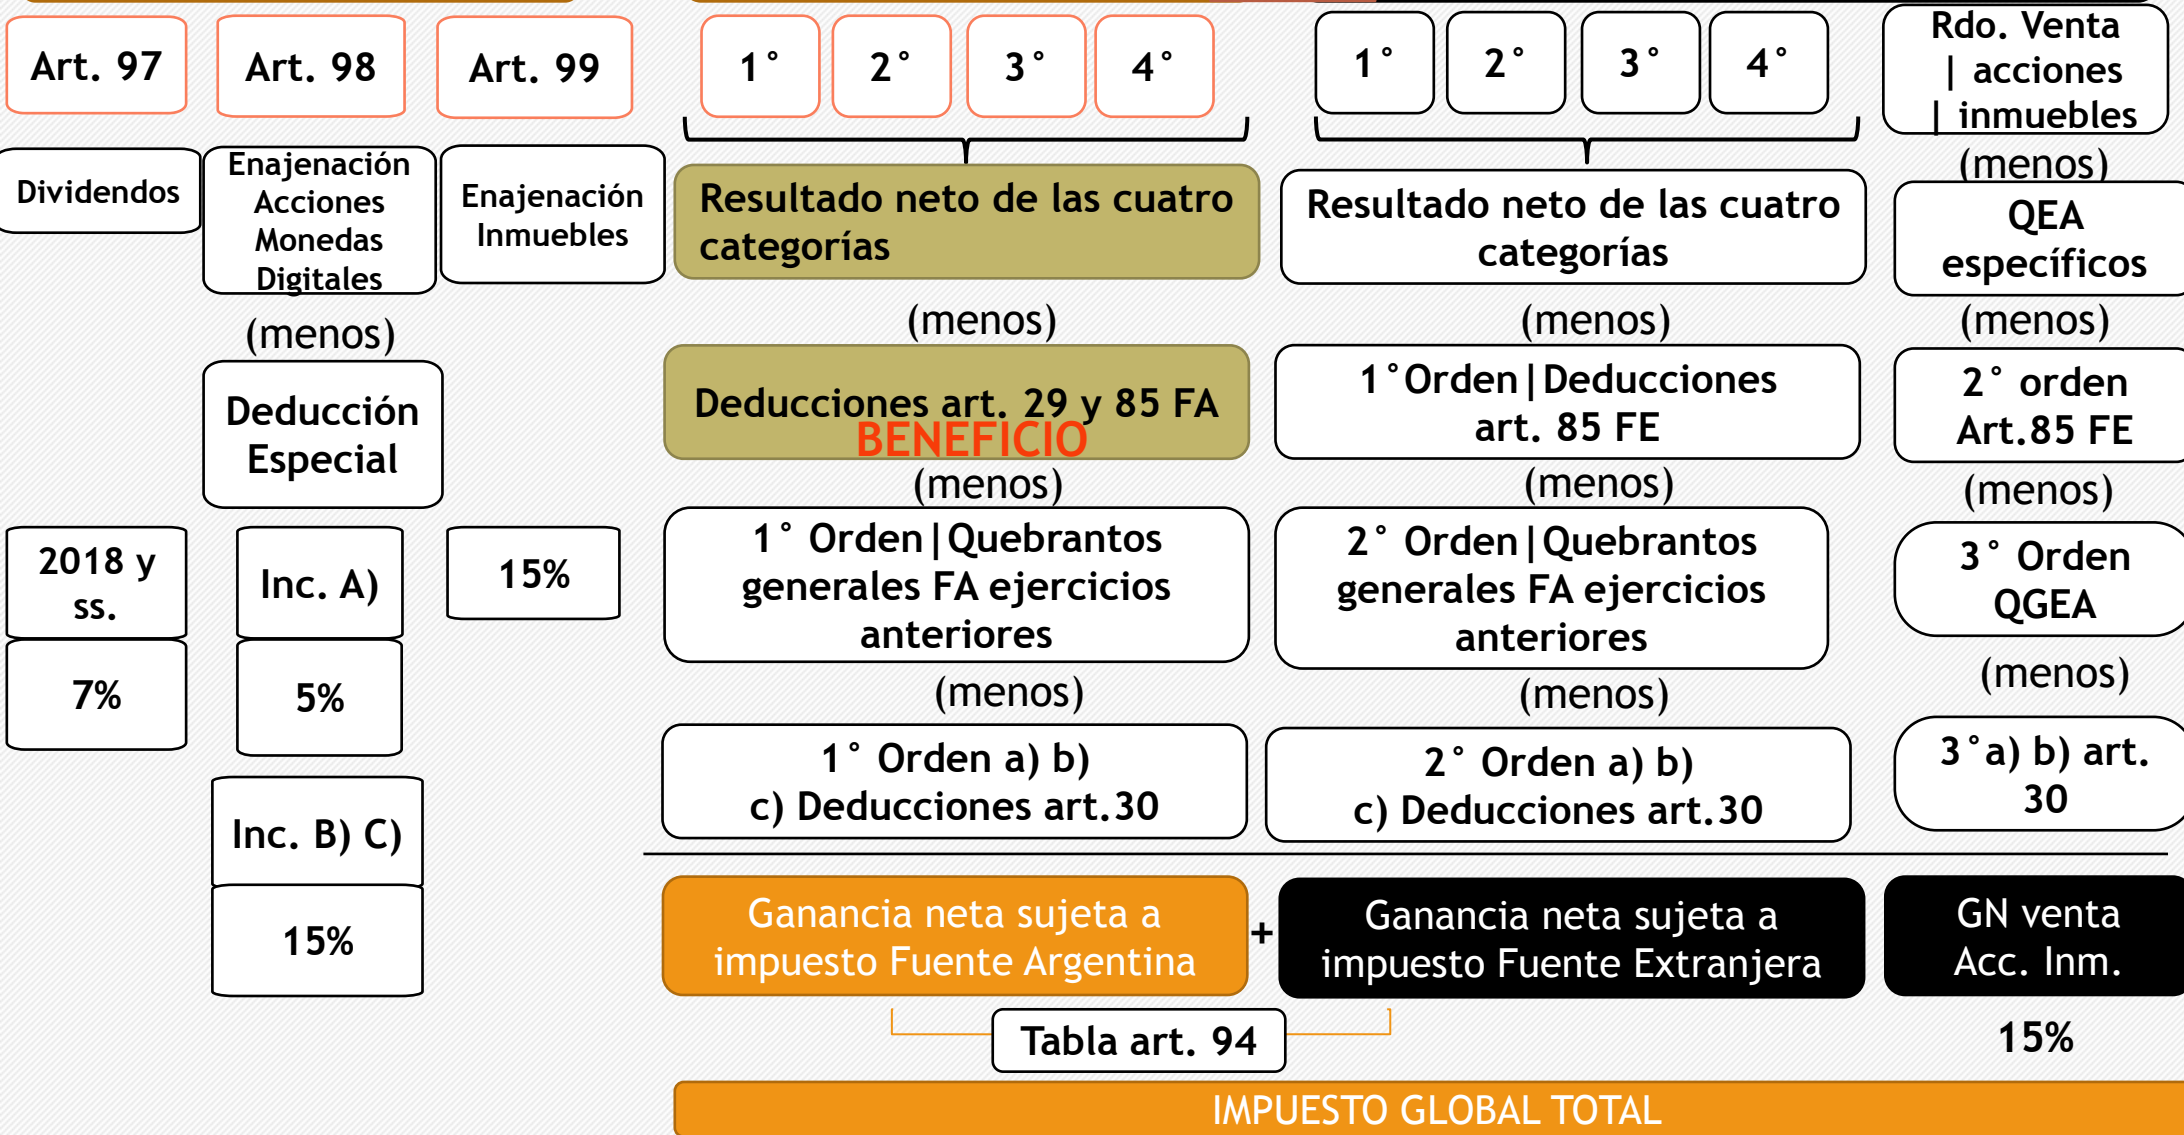 Art. 97
Art. 98
Art. 99
1°
2°
3°
4°
1°
2°
3°
4°
Rdo. Venta
| acciones
| inmuebles
Dividendos
Enajenación
Acciones
Monedas
Digitales
Enajenación
Inmuebles
Resultado neto de las cuatro
categorías
Resultado neto de las cuatro
categorías
(menos)
QEA
específicos
(menos)
Deducción
Especial
(menos)
Deducciones art. 29 y 85 FA
BENEFICIO
(menos)
1°Orden|Deducciones
art. 85 FE
(menos)
2° orden
Art.85 FE
2018 y
ss.
7%
Inc. A)
5%
15%
(menos)
1° Orden|Quebrantos
generales FA ejercicios
anteriores
(menos)
2° Orden|Quebrantos
generales FA ejercicios
anteriores
(menos)
3° Orden
QGEA
Inc. B) C)
15%
(menos)
1° Orden a) b)
c) Deducciones art.30
(menos)
2° Orden a) b)
c) Deducciones art.30
(menos)
3°a) b) art.
30
Ganancia neta sujeta a
impuesto Fuente Argentina
+
Ganancia neta sujeta a
impuesto Fuente Extranjera
GN venta
Acc. Inm.
Tabla art. 94
15%
IMPUESTO GLOBAL TOTAL